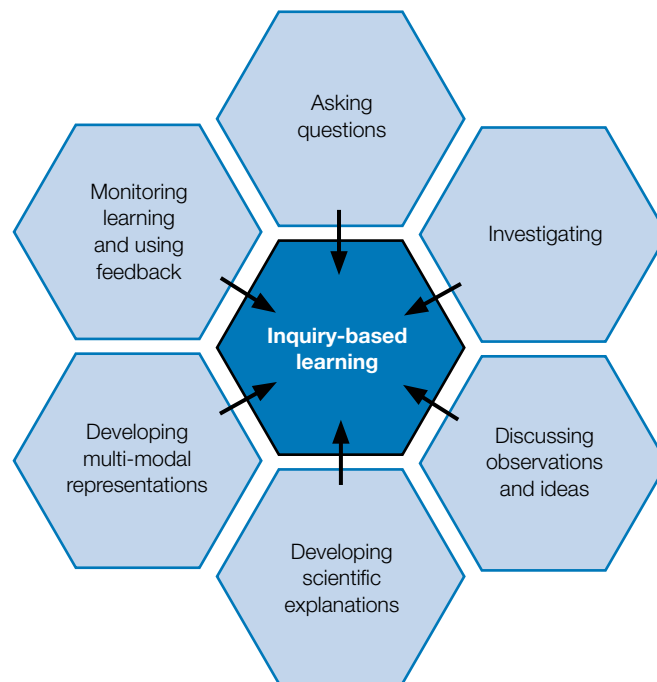 Asking
questions
Monitoring
learning
and using
feedback
Investigating
Inquiry-based
learning
Developing
multi-modal
representations
Discussing
observations
and ideas
Developing
scientific
explanations